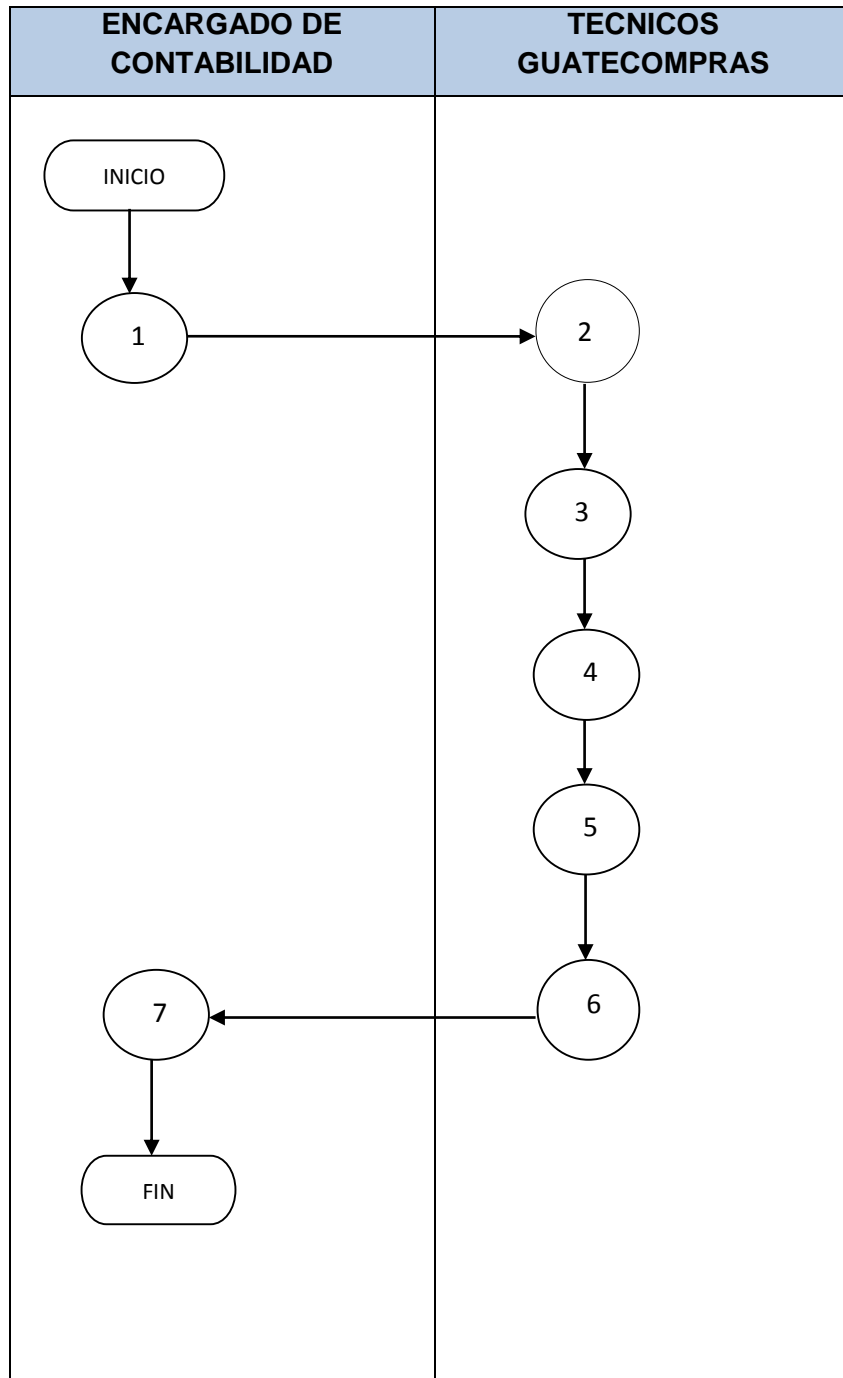 ENCARGADO DE
CONTABILIDAD
TECNICOS
GUATECOMPRAS
INICIO
1
2
3
4
5
6
7
FIN